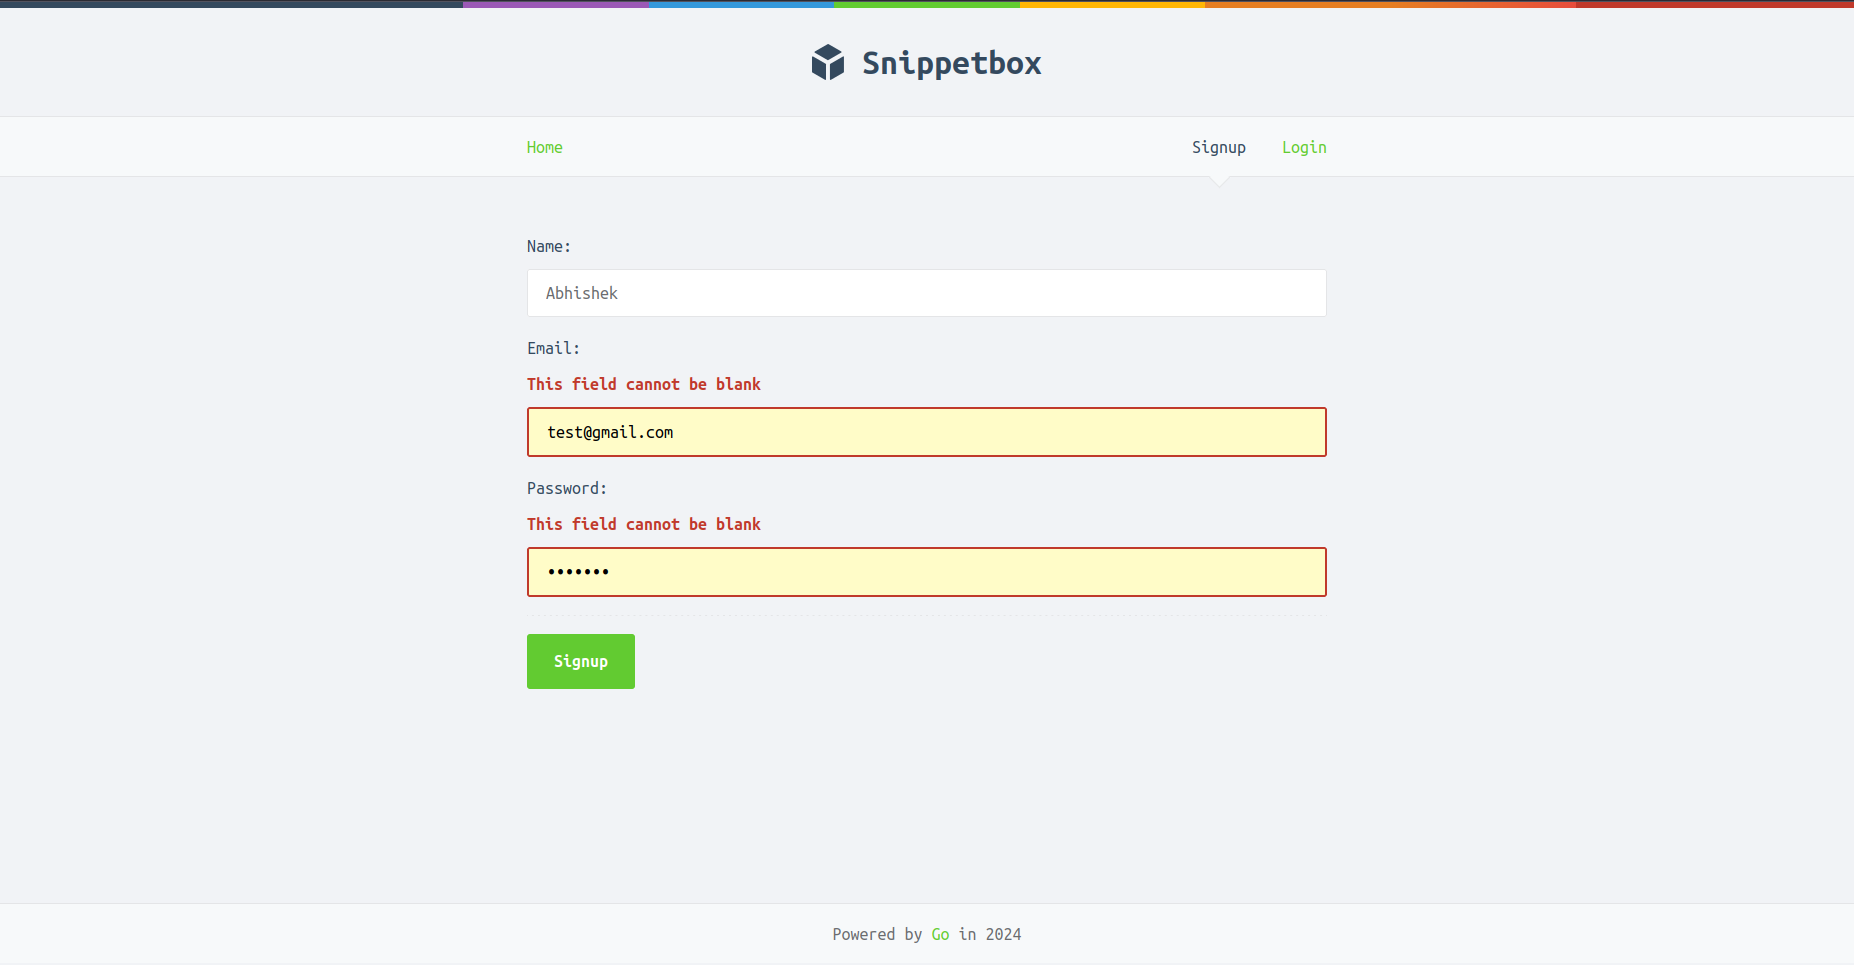 Snippetbox
Home Signup Login
Name:
Abhishek
Email:
This field cannot be blank
test@gmail.com
Password:
This field cannot be blank
•••••••
Signup
Powered by Go in 2024